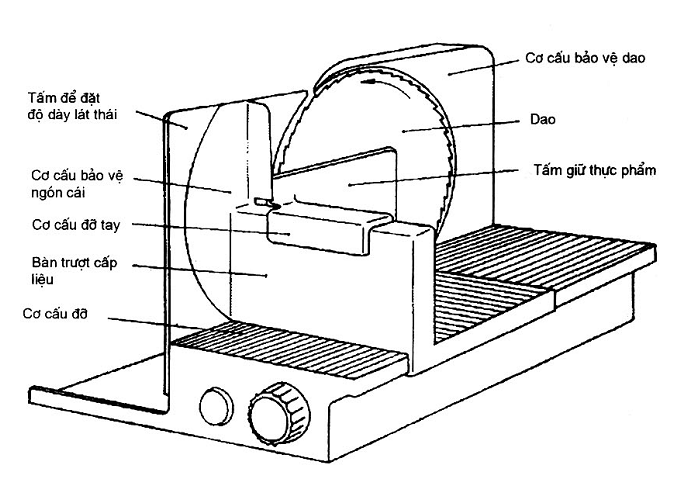 Cơ cấu bảo vệ dao
Tấm để đặt
độ dày lát thái
Dao
Cơ cấu bảo vệ
ngón cái
Tấm giữ thực phẩm
Cơ cấu đỡ tay
Bàn trượt cấp
liệu
Cơ cấu đỡ